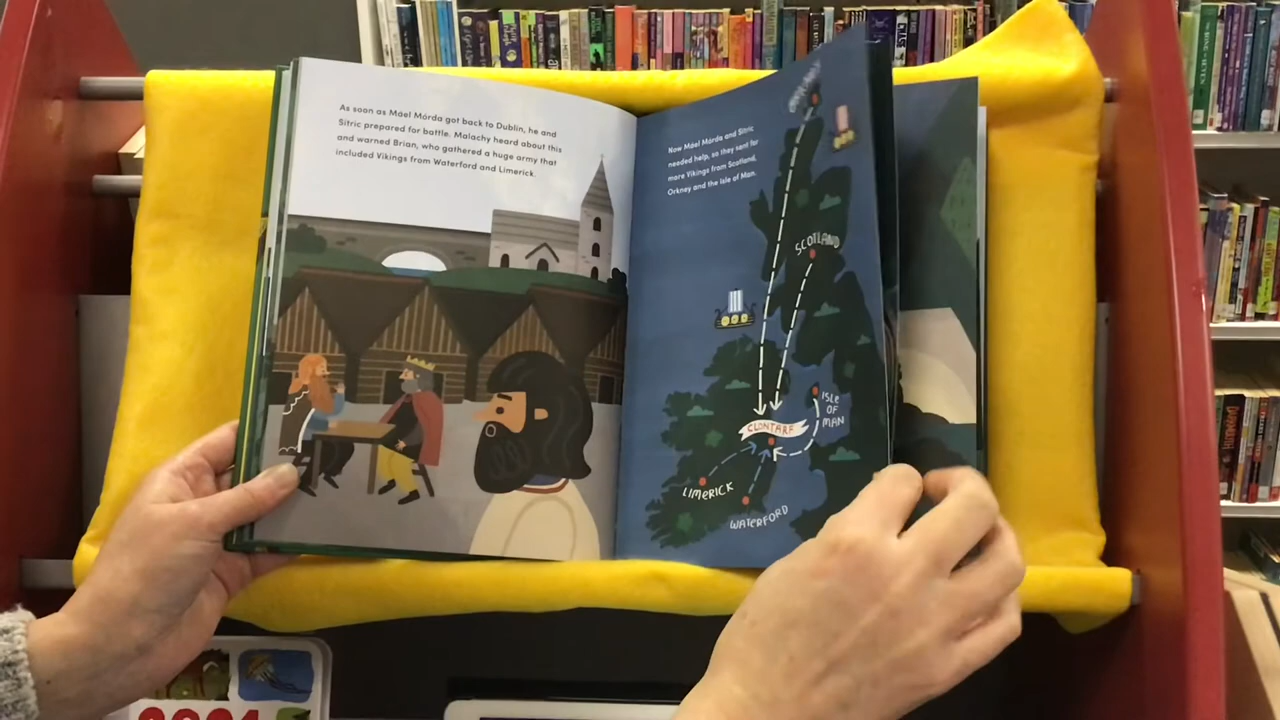 As soon as Máel Mórda got back to Dublin, he and
Sitric prepared for battle. Malachy heard about this
and warned Brian, who gathered a huge army that
included Vikings from Waterford and Limerick.
Now Máel Mórda and Sitric
needed help, so they sent for
more Vikings from Scotland,
Orkney and the Isle of Man.
SCOTLAND
ISLE
OF
MAN
CLONTARF
LIMERICK
WATERFORD